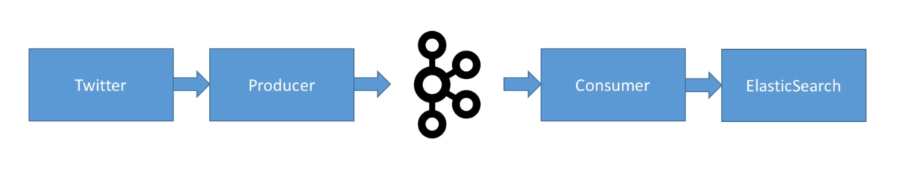 Twitter
Producer
Consumer
ElasticSearch